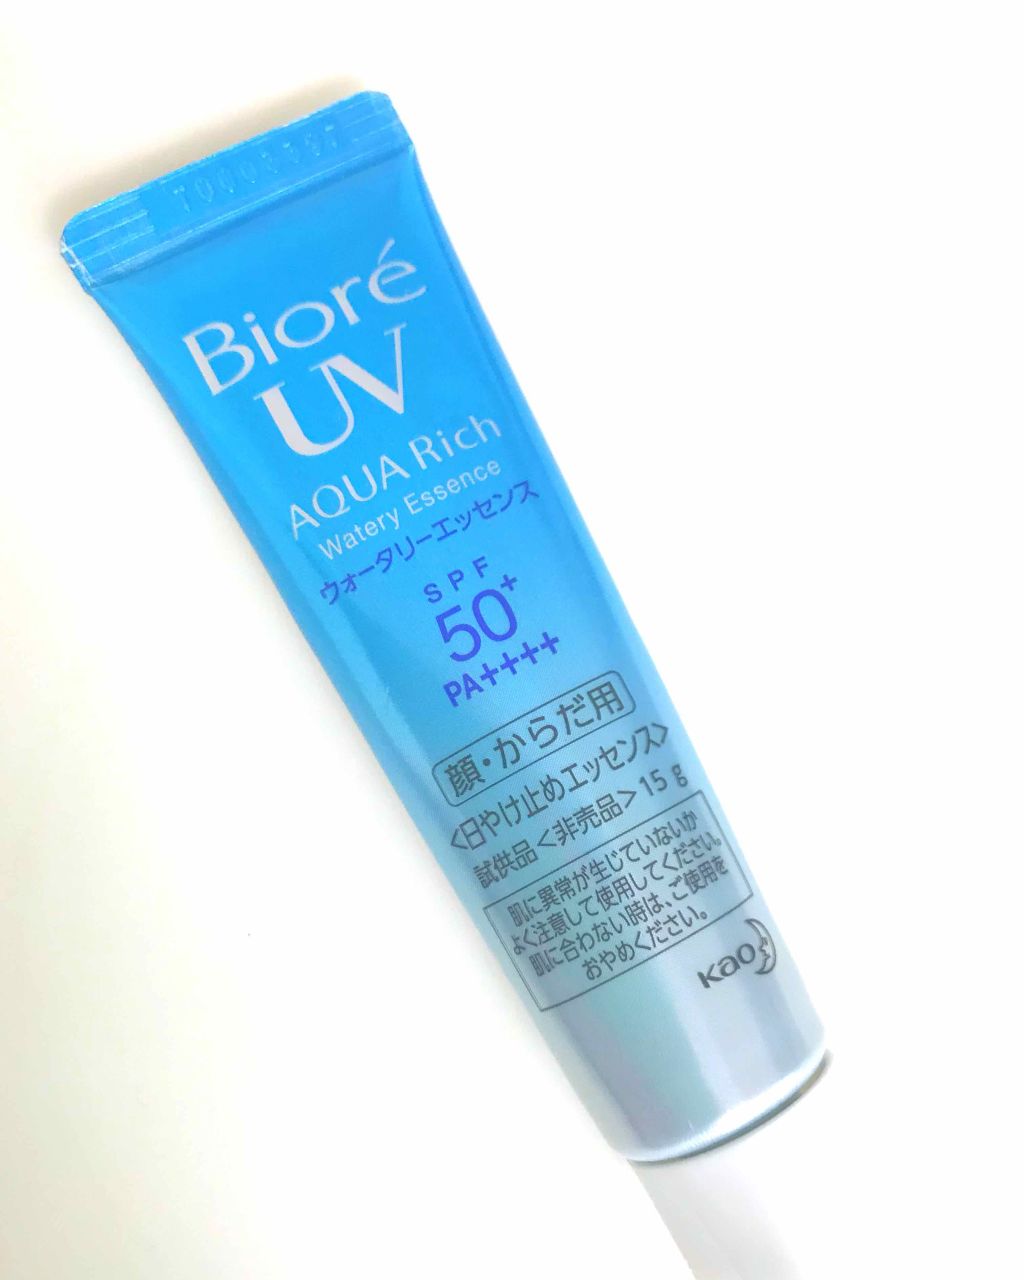 Bioré
UV
AQUA Rich
Watery Essence
ウォータリーエッセンス
SPF
50+
PA++++
顔・からだ用
<日やけ止めエッセンス>
試供品<非売品>15g
肌に異常が生じていないか
よく注意して使用してください。
肌に合わない時は、ご使用を
おやめください。
Kao